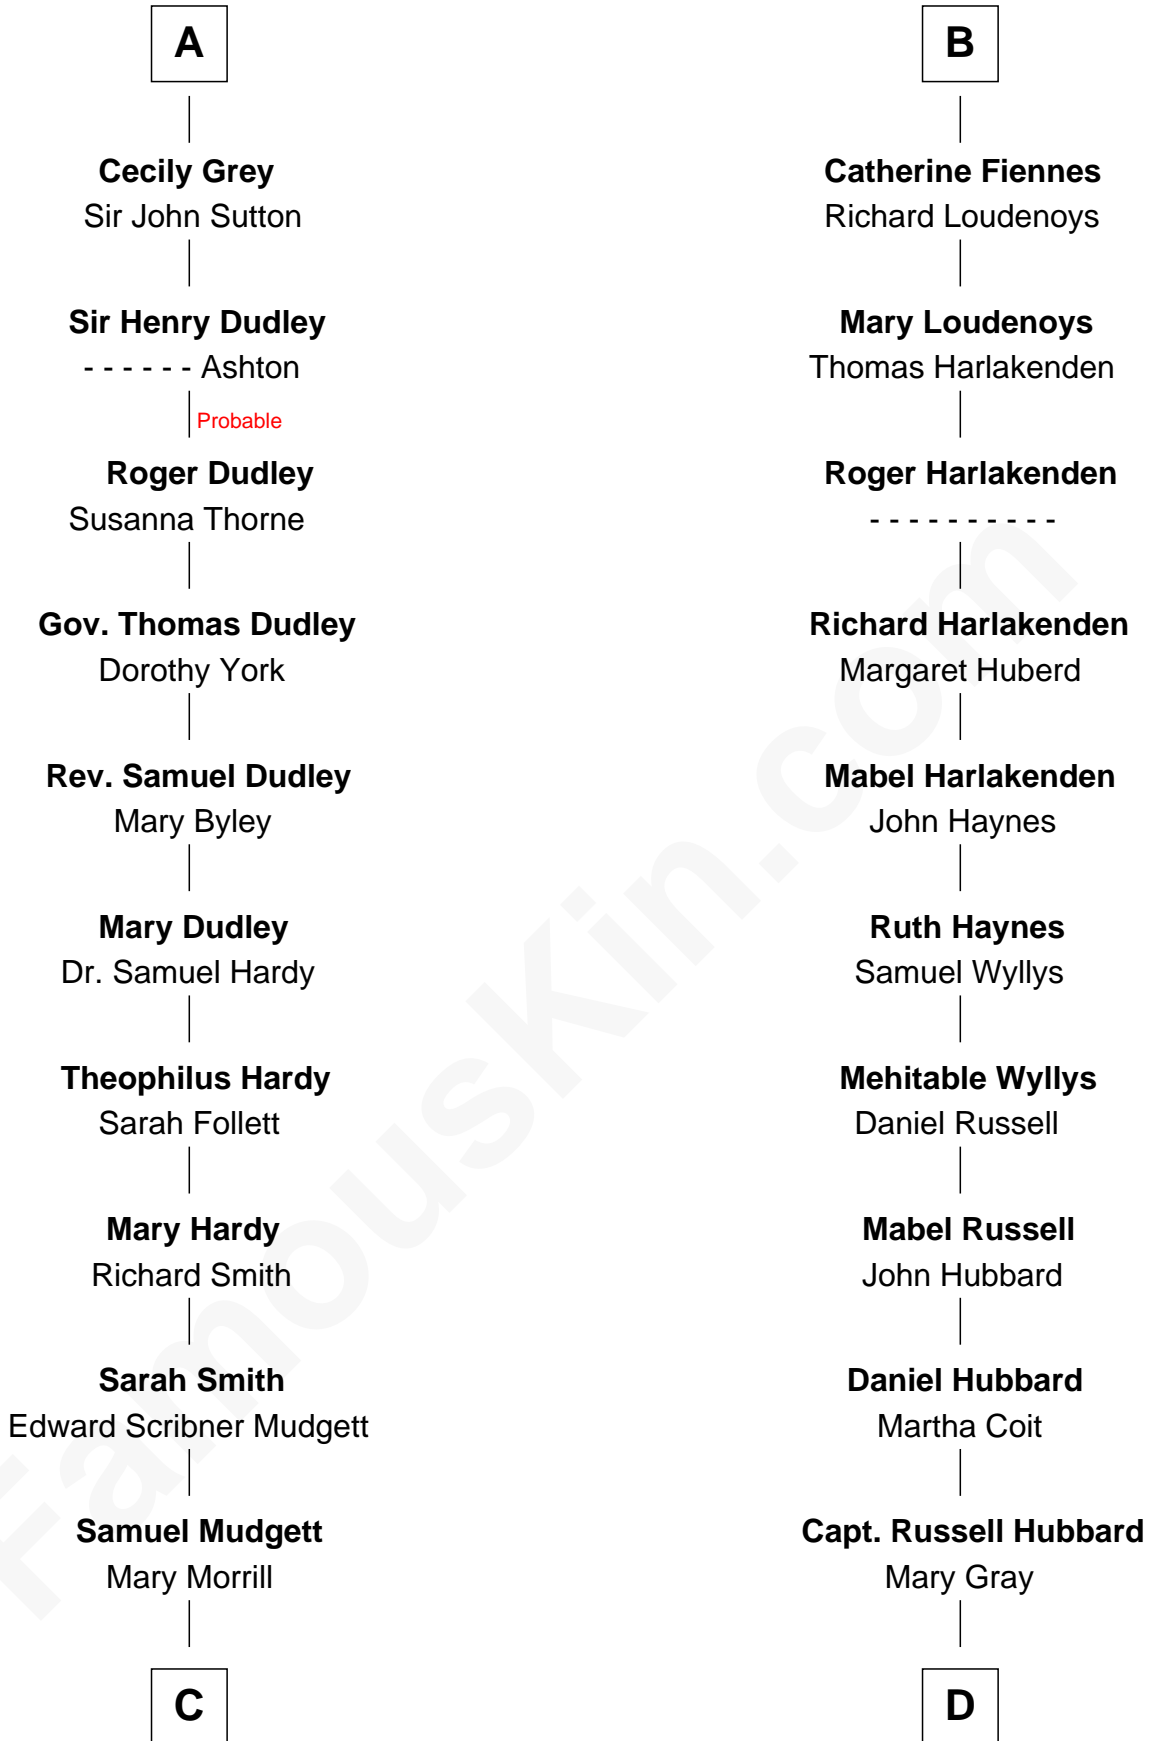 A
Cecily Grey
Sir John Sutton
Sir Henry Dudley
- - - - - - Ashton
Probable
Roger Dudley
Susanna Thorne
Gov. Thomas Dudley
Dorothy York
Rev. Samuel Dudley
Mary Byley
Mary Dudley
Dr. Samuel Hardy
Theophilus Hardy
Sarah Follett
Mary Hardy
Richard Smith
Sarah Smith
Edward Scribner Mudgett
Samuel Mudgett
Mary Morrill
C
B
Catherine Fiennes
Richard Loudenoys
Mary Loudenoys
Thomas Harlakenden
Roger Harlakenden
- - - - - - - - - -
Richard Harlakenden
Margaret Huberd
Mabel Harlakenden
John Haynes
Ruth Haynes
Samuel Wyllys
Mehitable Wyllys
Daniel Russell
Mabel Russell
John Hubbard
Daniel Hubbard
Martha Coit
Capt. Russell Hubbard
Mary Gray
D
FamousKin.com